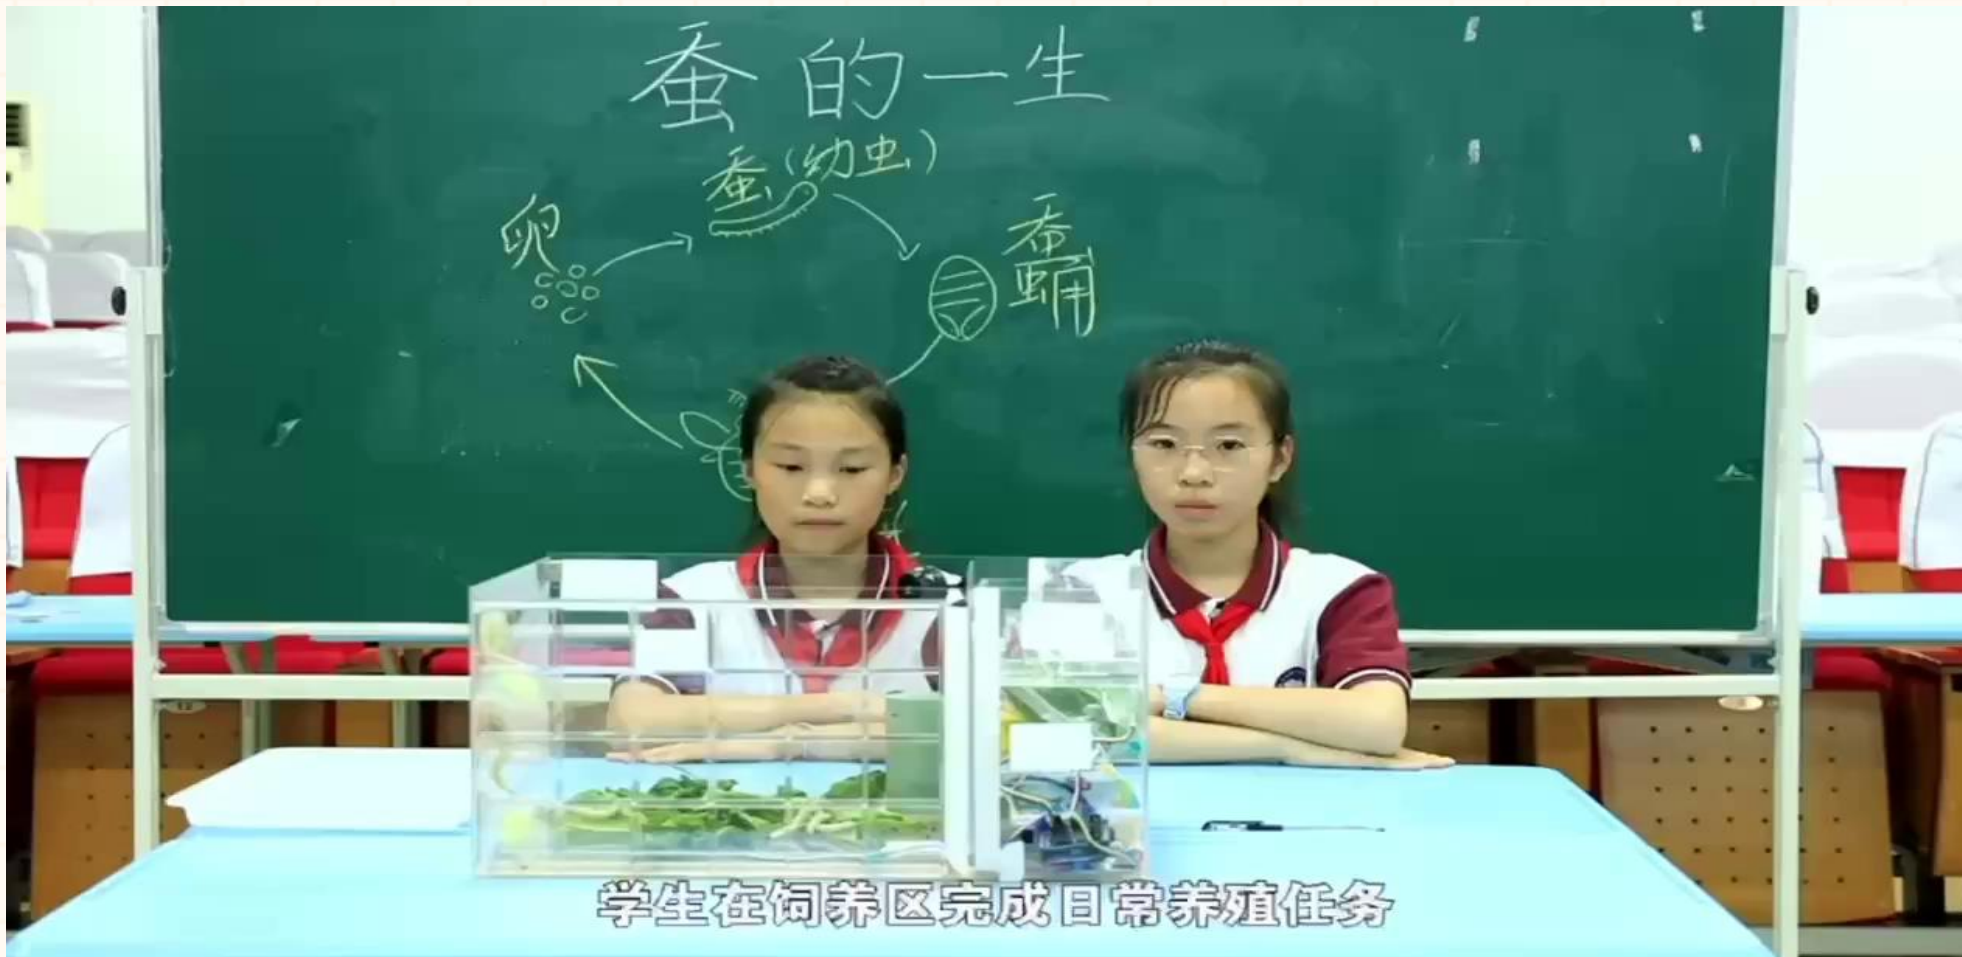 蚕的一生
蚕(幼虫)
卵
蚕
蛹
学生在饲养区完成日常养殖任务